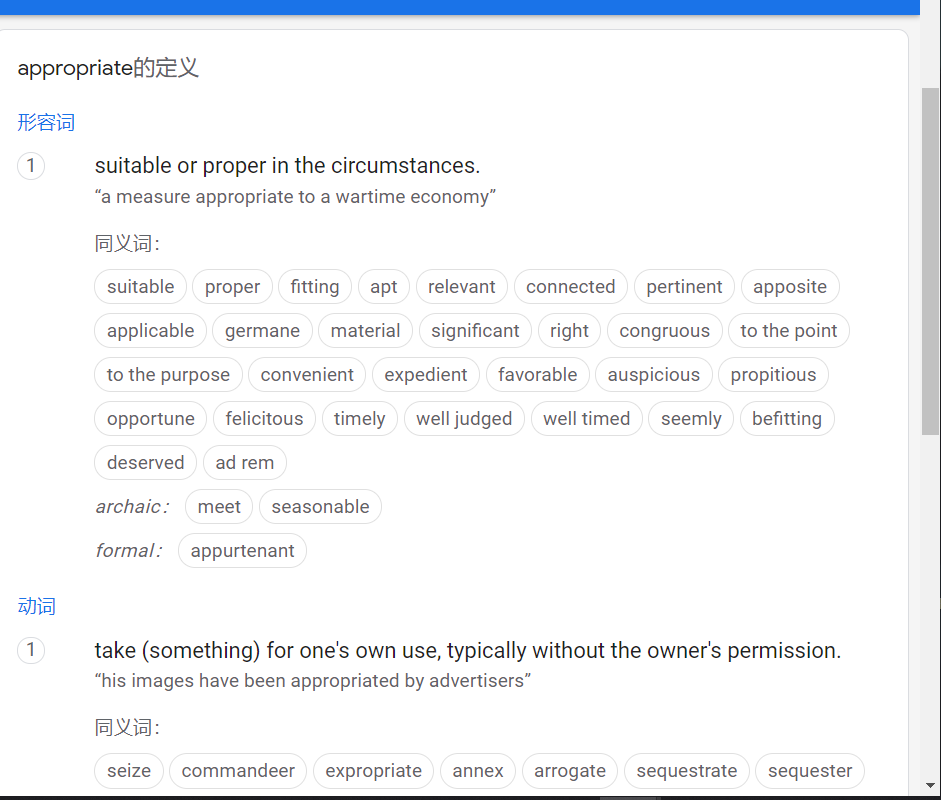 appropriate的定义
形容词
1 suitable or proper in the circumstances.
“a measure appropriate to a wartime economy”
同义词：
suitable proper fitting apt relevant connected pertinent apposite
applicable germane material significant right congruous to the point
to the purpose convenient expedient favorable auspicious propitious
opportune felicitous timely well judged well timed seemly befitting
deserved ad rem
archaic： meet seasonable
formal： appurtenant
动词
1 take (something) for one's own use, typically without the owner's permission.
“his images have been appropriated by advertisers”
同义词：
seize commandeer expropriate annex arrogate sequestrate sequester